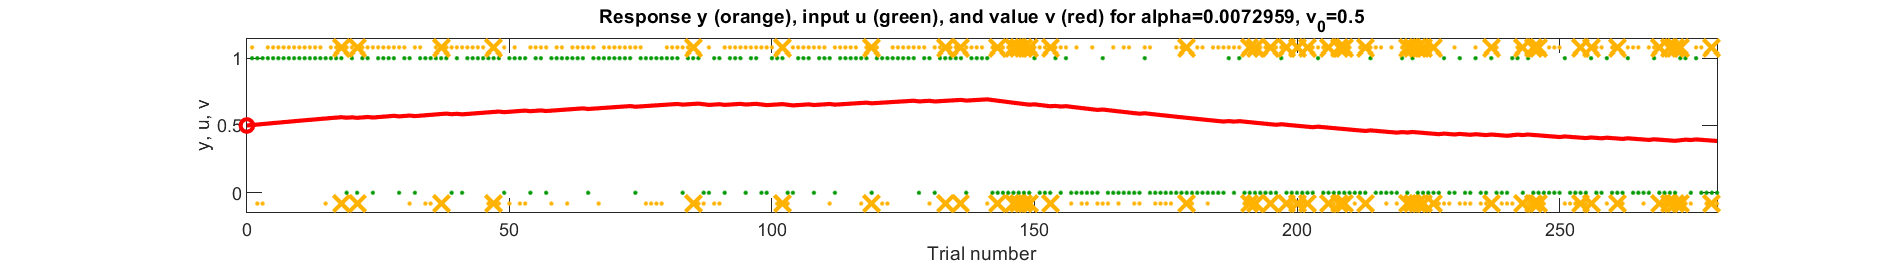 Response y (orange), input u (green), and value v (red) for alpha=0.0072959, v0=0.5
y, u, v
1
0.5
0
0 50 100 150 200 250
Trial number